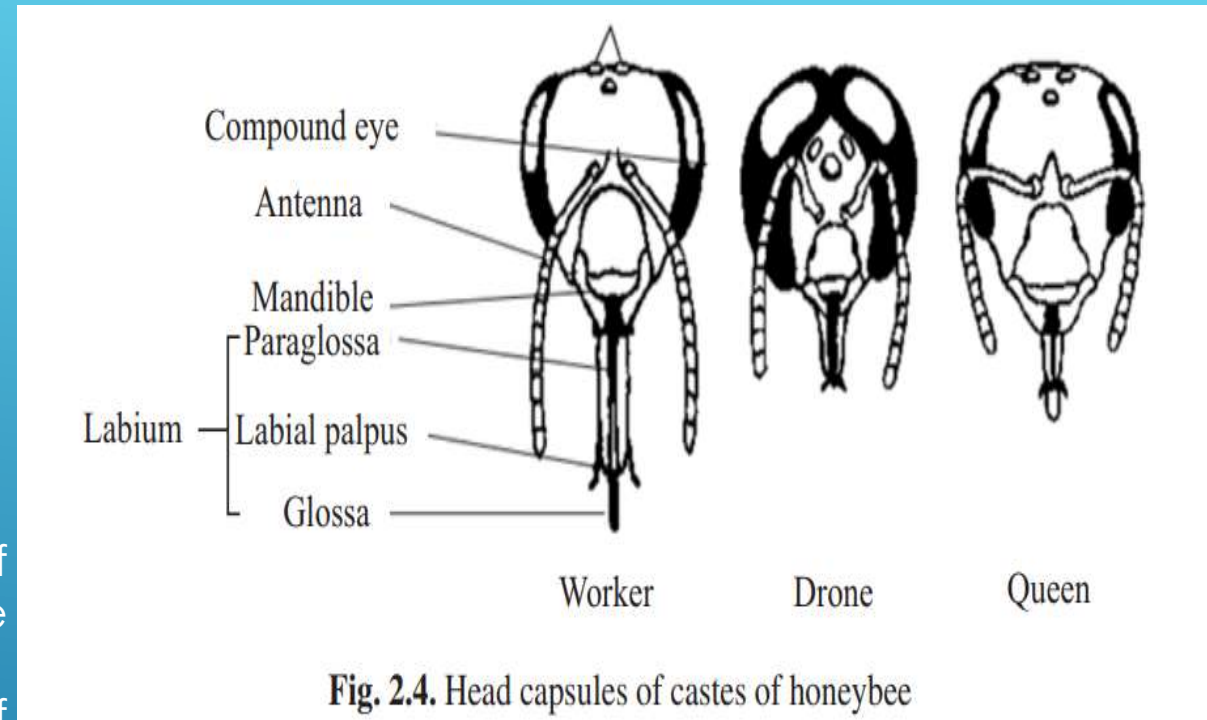 Compound eye
Antenna
Mandible
Paraglossa
Labium
Labial palpus
Glossa
Worker Drone Queen
Fig. 2.4. Head capsules of castes of honeybee